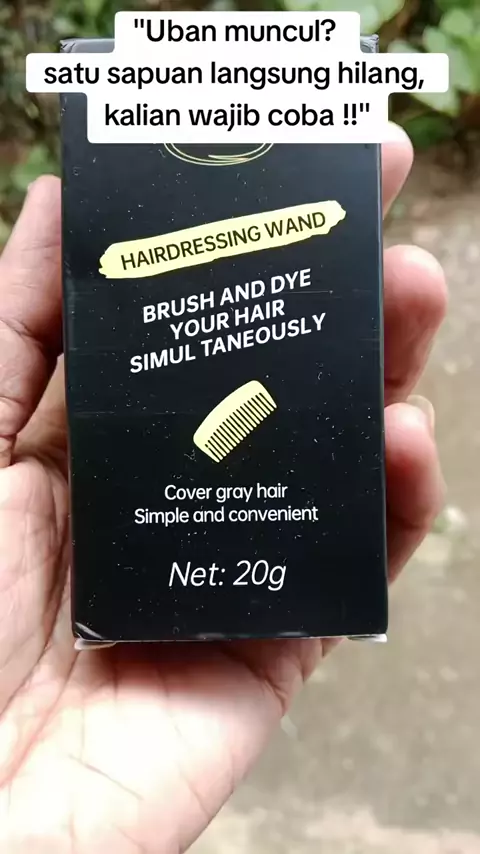 "Uban muncul?
satu sapuan langsung hilang,
kalian wajib coba !!"
HAIRDRESSING WAND
BRUSH AND DYE
YOUR HAIR
SIMUL TANEOUSLY
Cover gray hair
Simple and convenient
Net: 20g